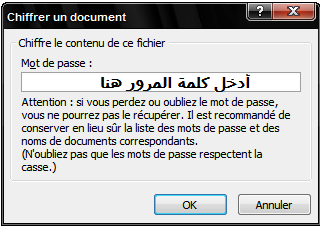 Chiffrer un document
?
Chiffre le contenu de ce fichier
Mot de passe :
أدخل كلمة المرور هنا
Attention : si vous perdez ou oubliez le mot de passe,
vous ne pourrez pas le récupérer. Il est recommandé de
conserver en lieu sûr la liste des mots de passe et des
noms de documents correspondants.
(N'oubliez pas que les mots de passe respectent la
casse.)
OK
Annuler